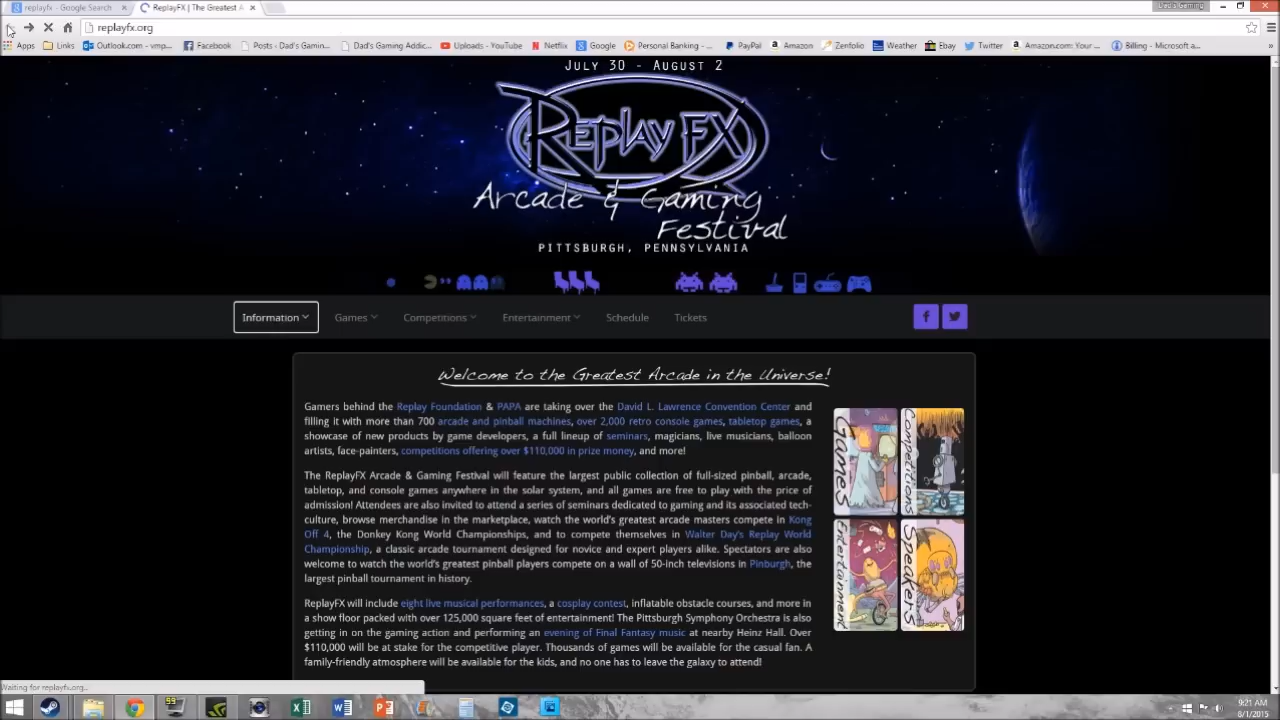 replayfx - Google Search
ReplayFX | The Greatest A
Dad's Gaming
replayfx.org
Apps
Links
Outlook.com - vmp...
Facebook
Posts ‹ Dad's Gamin...
Dad's Gaming Addic...
Uploads - YouTube
Netflix
Google
Personal Banking -...
PayPal
Amazon
Zenfolio
Weather
Ebay
Twitter
Amazon.com: Your ...
Billing - Microsoft a...
July 30 - August 2
Replay FX
Arcade & Gaming
Festival
Pittsburgh, Pennsylvania
Information
Games
Competitions
Entertainment
Schedule
Tickets
Welcome to the Greatest Arcade in the Universe!
Gamers behind the Replay Foundation & PAPA are taking over the David L. Lawrence Convention Center and
filling it with more than 700 arcade and pinball machines, over 2,000 retro console games, tabletop games, a
showcase of new products by game developers, a full lineup of seminars, magicians, live musicians, balloon
artists, face-painters, competitions offering over $110,000 in prize money, and more!
The ReplayFX Arcade & Gaming Festival will feature the largest public collection of full-sized pinball, arcade,
tabletop, and console games anywhere in the solar system, and all games are free to play with the price of
admission! Attendees are also invited to attend a series of seminars dedicated to gaming and its associated tech-
culture, browse merchandise in the marketplace, watch the world's greatest arcade masters compete in Kong
Off 4, the Donkey Kong World Championships, and to compete themselves in Walter Day's Replay World
Championship, a classic arcade tournament designed for novice and expert players alike. Spectators are also
welcome to watch the world's greatest pinball players compete on a wall of 50-inch televisions in Pinburgh, the
largest pinball tournament in history.
ReplayFX will include eight live musical performances, a cosplay contest, inflatable obstacle courses, and more in
a show floor packed with over 125,000 square feet of entertainment! The Pittsburgh Symphony Orchestra is also
getting in on the gaming action and performing an evening of Final Fantasy music at nearby Heinz Hall. Over
$110,000 will be at stake for the competitive player. Thousands of games will be available for the casual fan. A
family-friendly atmosphere will be available for the kids, and no one has to leave the galaxy to attend!
Games
Competitions
Entertainment
Speakers
Waiting for replayfx.org...
99
9:21 AM
8/1/2015